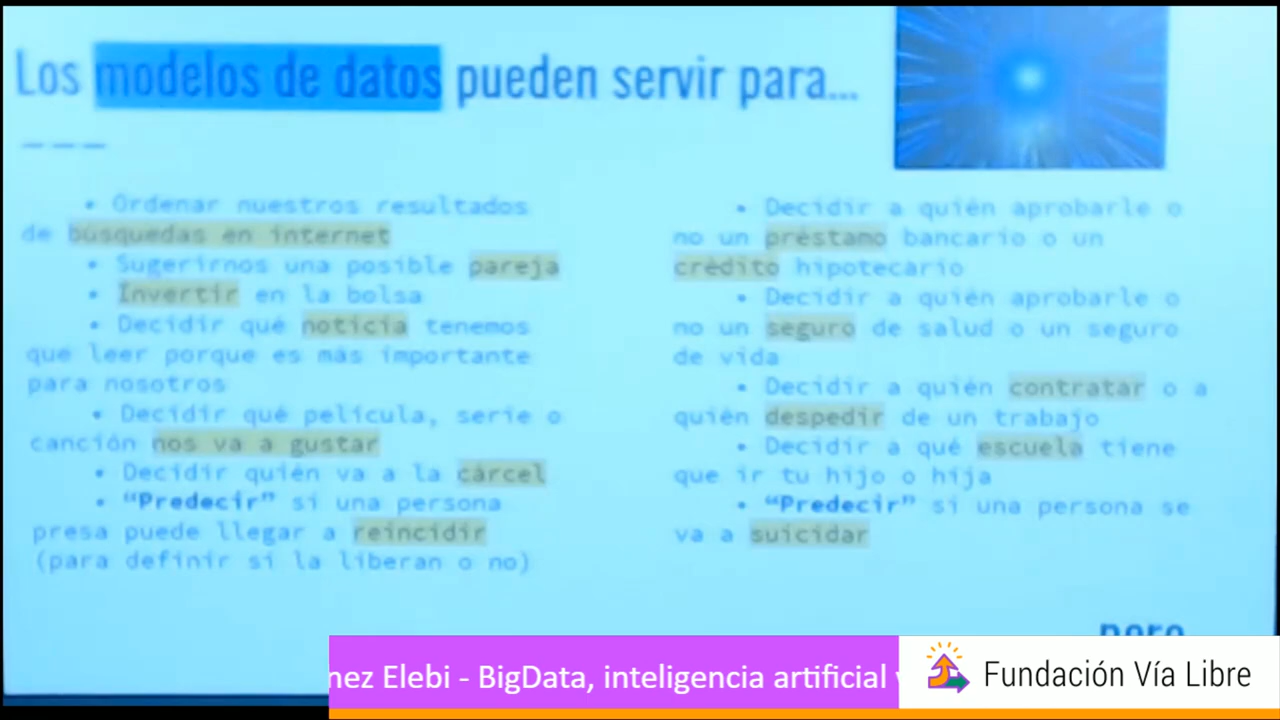 Los modelos de datos pueden servir para...
• Ordenar nuestros resultados
de búsquedas en internet
• Sugerirnos una posible pareja
• Invertir en la bolsa
• Decidir qué noticia tenemos
que leer porque es más importante
para nosotros
• Decidir qué película, serie o
canción nos va a gustar
• Decidir quién va a la cárcel
• “Predecir” si una persona
presa puede llegar a reincidir
(para definir si la liberan o no)
• Decidir a quién aprobarle o
no un préstamo bancario o un
crédito hipotecario
• Decidir a quién aprobarle o
no un seguro de salud o un seguro
de vida
• Decidir a quién contratar o a
quién despedir de un trabajo
• Decidir a qué escuela tiene
que ir tu hijo o hija
• “Predecir” si una persona se
va a suicidar
pero
nez Elebi - BigData, inteligencia artificial
Fundación Vía Libre